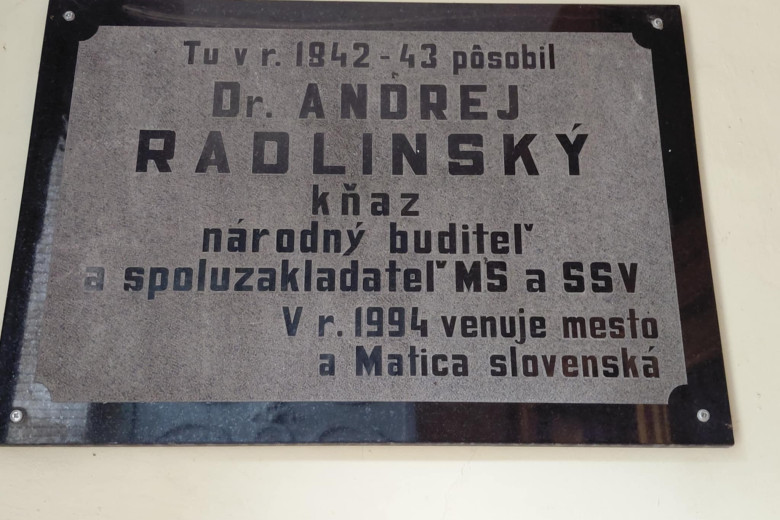 Tu v r. 1842 - 43 pôsobil
Dr. ANDREJ
RADLINSKÝ
kňaz
národný buditeľ
a spoluzakladateľ MS a SSV
V r. 1994 venuje mesto
a Matica slovenská